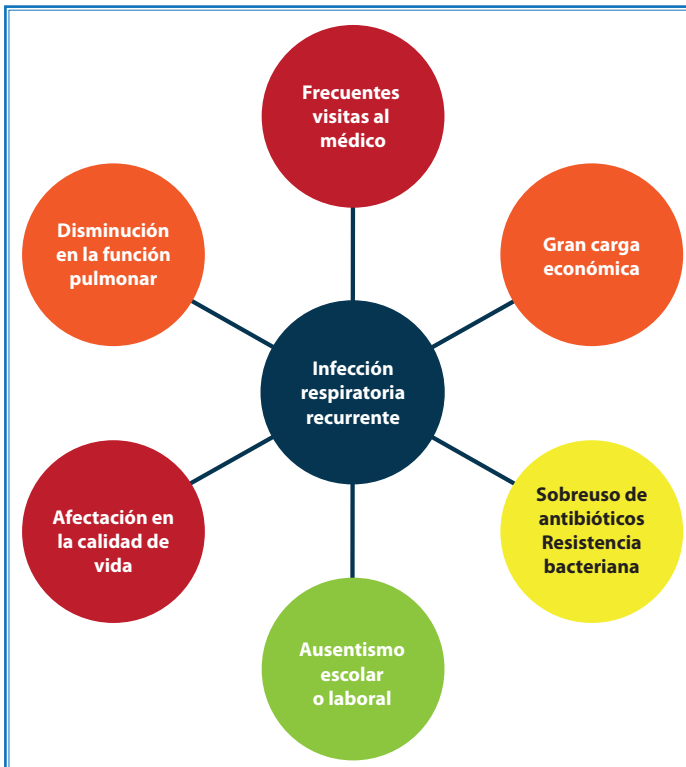 Frecuentes
visitas al
médico
Disminución
en la función
pulmonar
Gran carga
económica
Infección
respiratoria
recurrente
Afectación en
la calidad de
vida
Sobreuso de
antibióticos
Resistencia
bacteriana
Ausentismo
escolar
o laboral